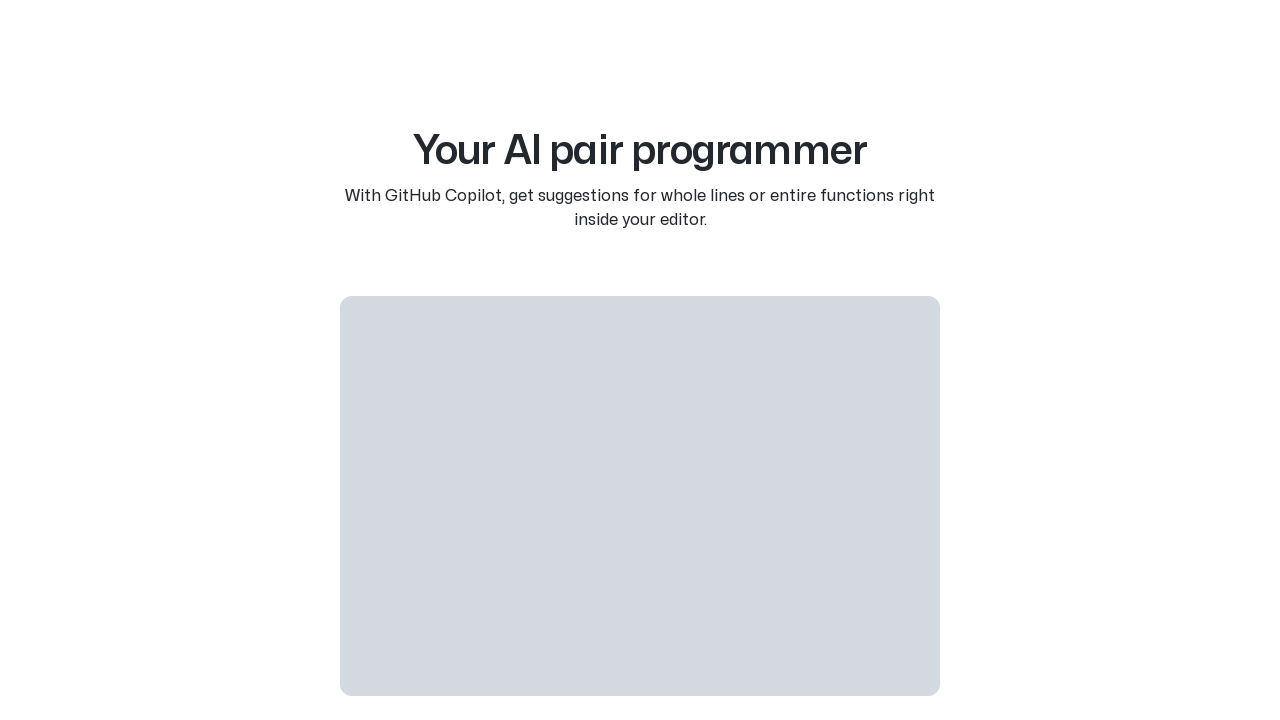 Your AI pair programmer
With GitHub Copilot, get suggestions for whole lines or entire functions right
inside your editor.